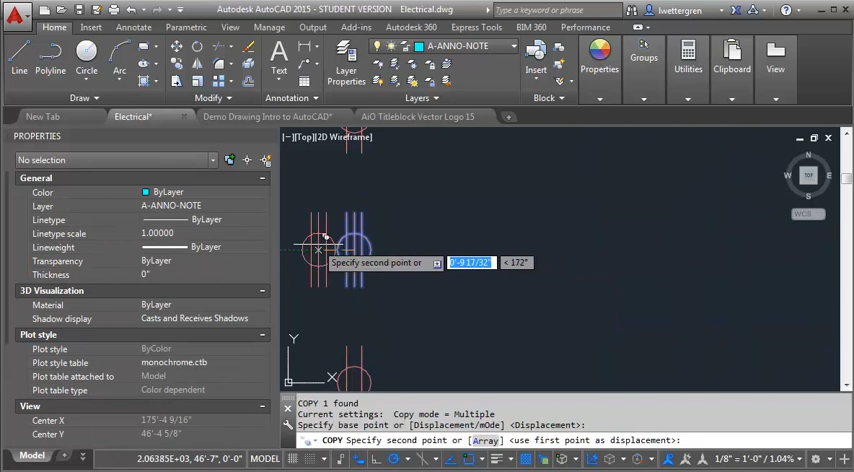 A Autodesk AutoCAD 2015 - STUDENT VERSION Electrical.dwg Type a keyword or phrase lwettergren
Home Insert Annotate Parametric View Manage Output Add-ins Autodesk 360 Express Tools BIM 360 Performance
Line Polyline Circle Arc Text Layer Properties A-ANNO-NOTE Insert Properties Groups Utilities Clipboard View
Draw Modify Annotation Layers Block
New Tab Electrical* Demo Drawing Intro to AutoCAD* AiO Titleblock Vector Logo 15
PROPERTIES
[−][Top][2D Wireframe]
No selection
General
Color ByLayer
Layer A-ANNO-NOTE
Linetype ByLayer
Linetype scale 1.00000
Lineweight ByLayer
Transparency ByLayer
Thickness 0"
3D Visualization
Material ByLayer
Shadow display Casts and Receives Shadows
Plot style
Plot style ByColor
Plot style table monochrome.ctb
Plot table attached to Model
Plot table type Color dependent
View
Center X 175'-4 9/16"
Center Y 46'-4 5/8"
N
W TOP E
S
WCS
Specify second point or 0'-9 17/32" < 172°
Y
X
COPY 1 found
Current settings: Copy mode = Multiple
Specify base point or [Displacement/mOde] <Displacement>:
COPY Specify second point or [Array] <use first point as displacement>:
Model 2.06385E+03, 46'-7", 0'-0" MODEL 1/8" = 1'-0" / 1.04%